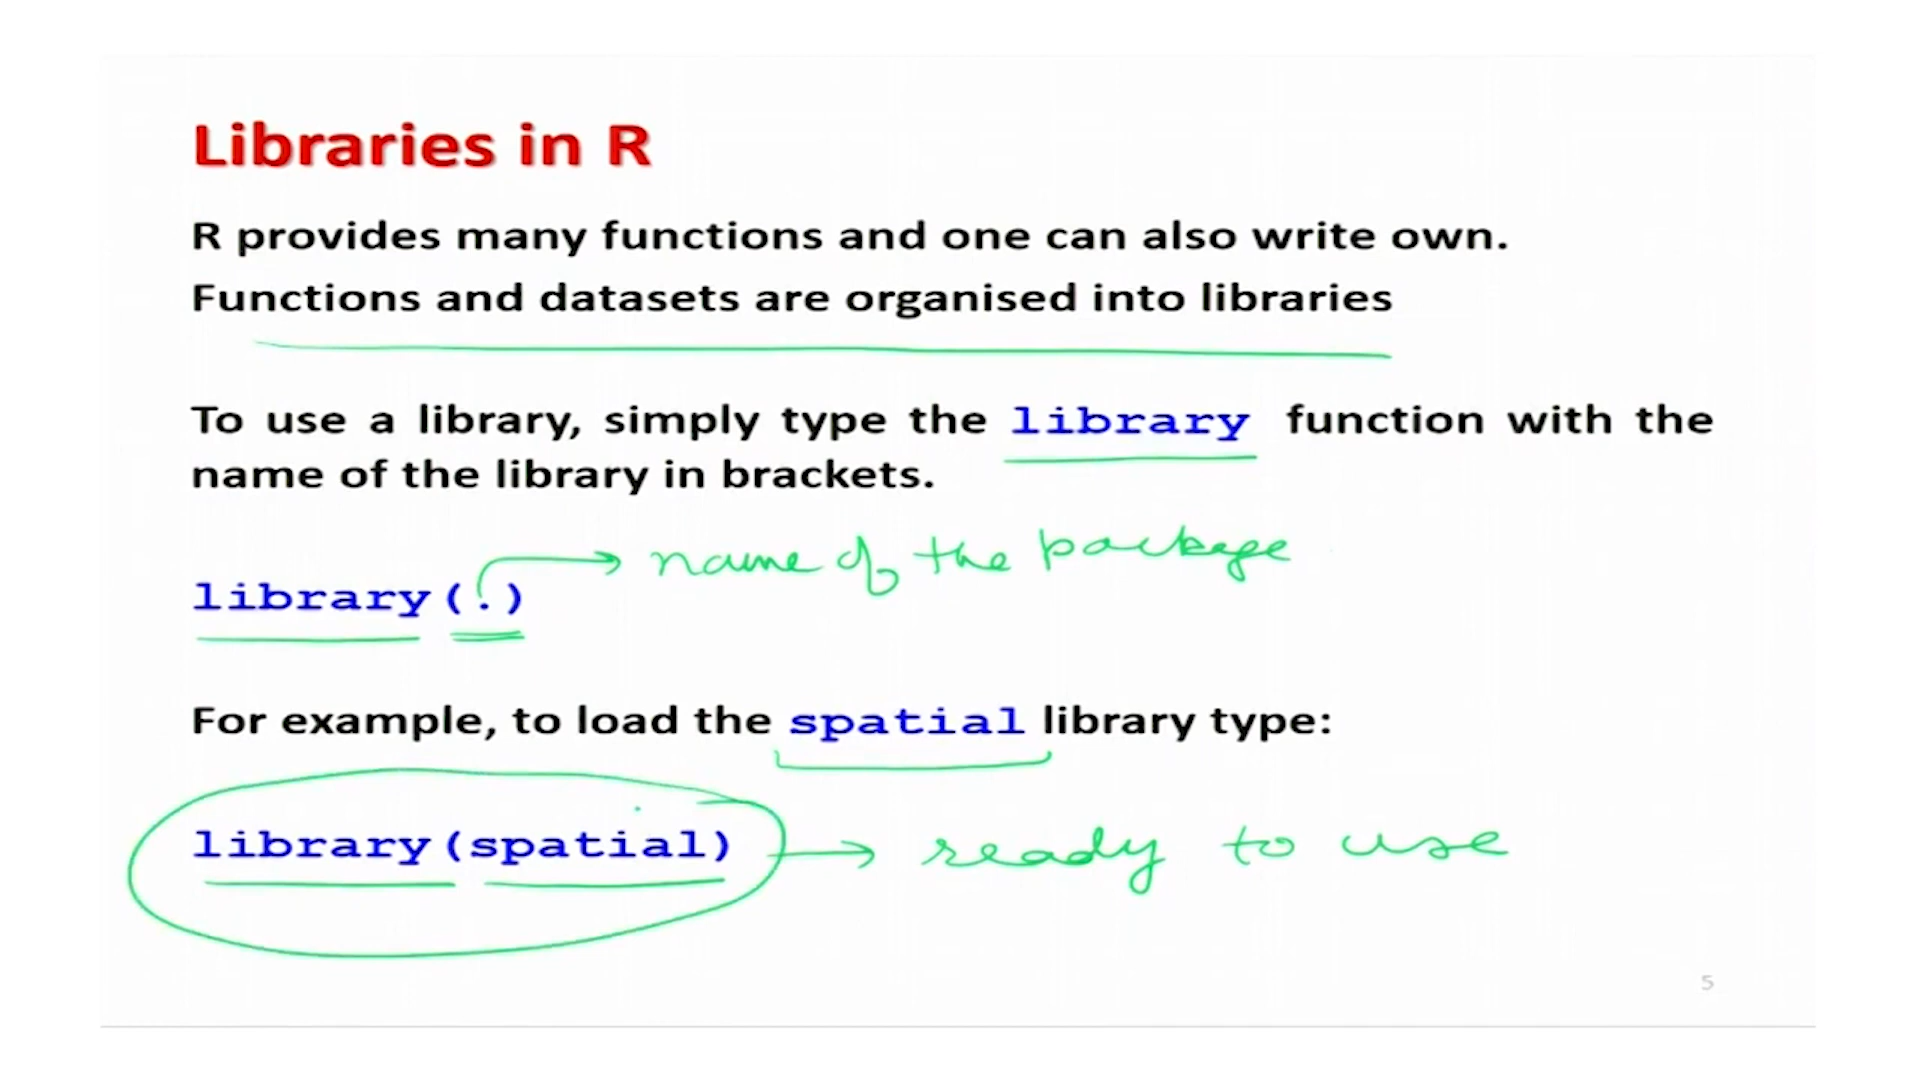 Libraries in R
R provides many functions and one can also write own.
Functions and datasets are organised into libraries
To use a library, simply type the library function with the
name of the library in brackets.
name of the package
library(.)
For example, to load the spatial library type:
library(spatial) → ready to use
5